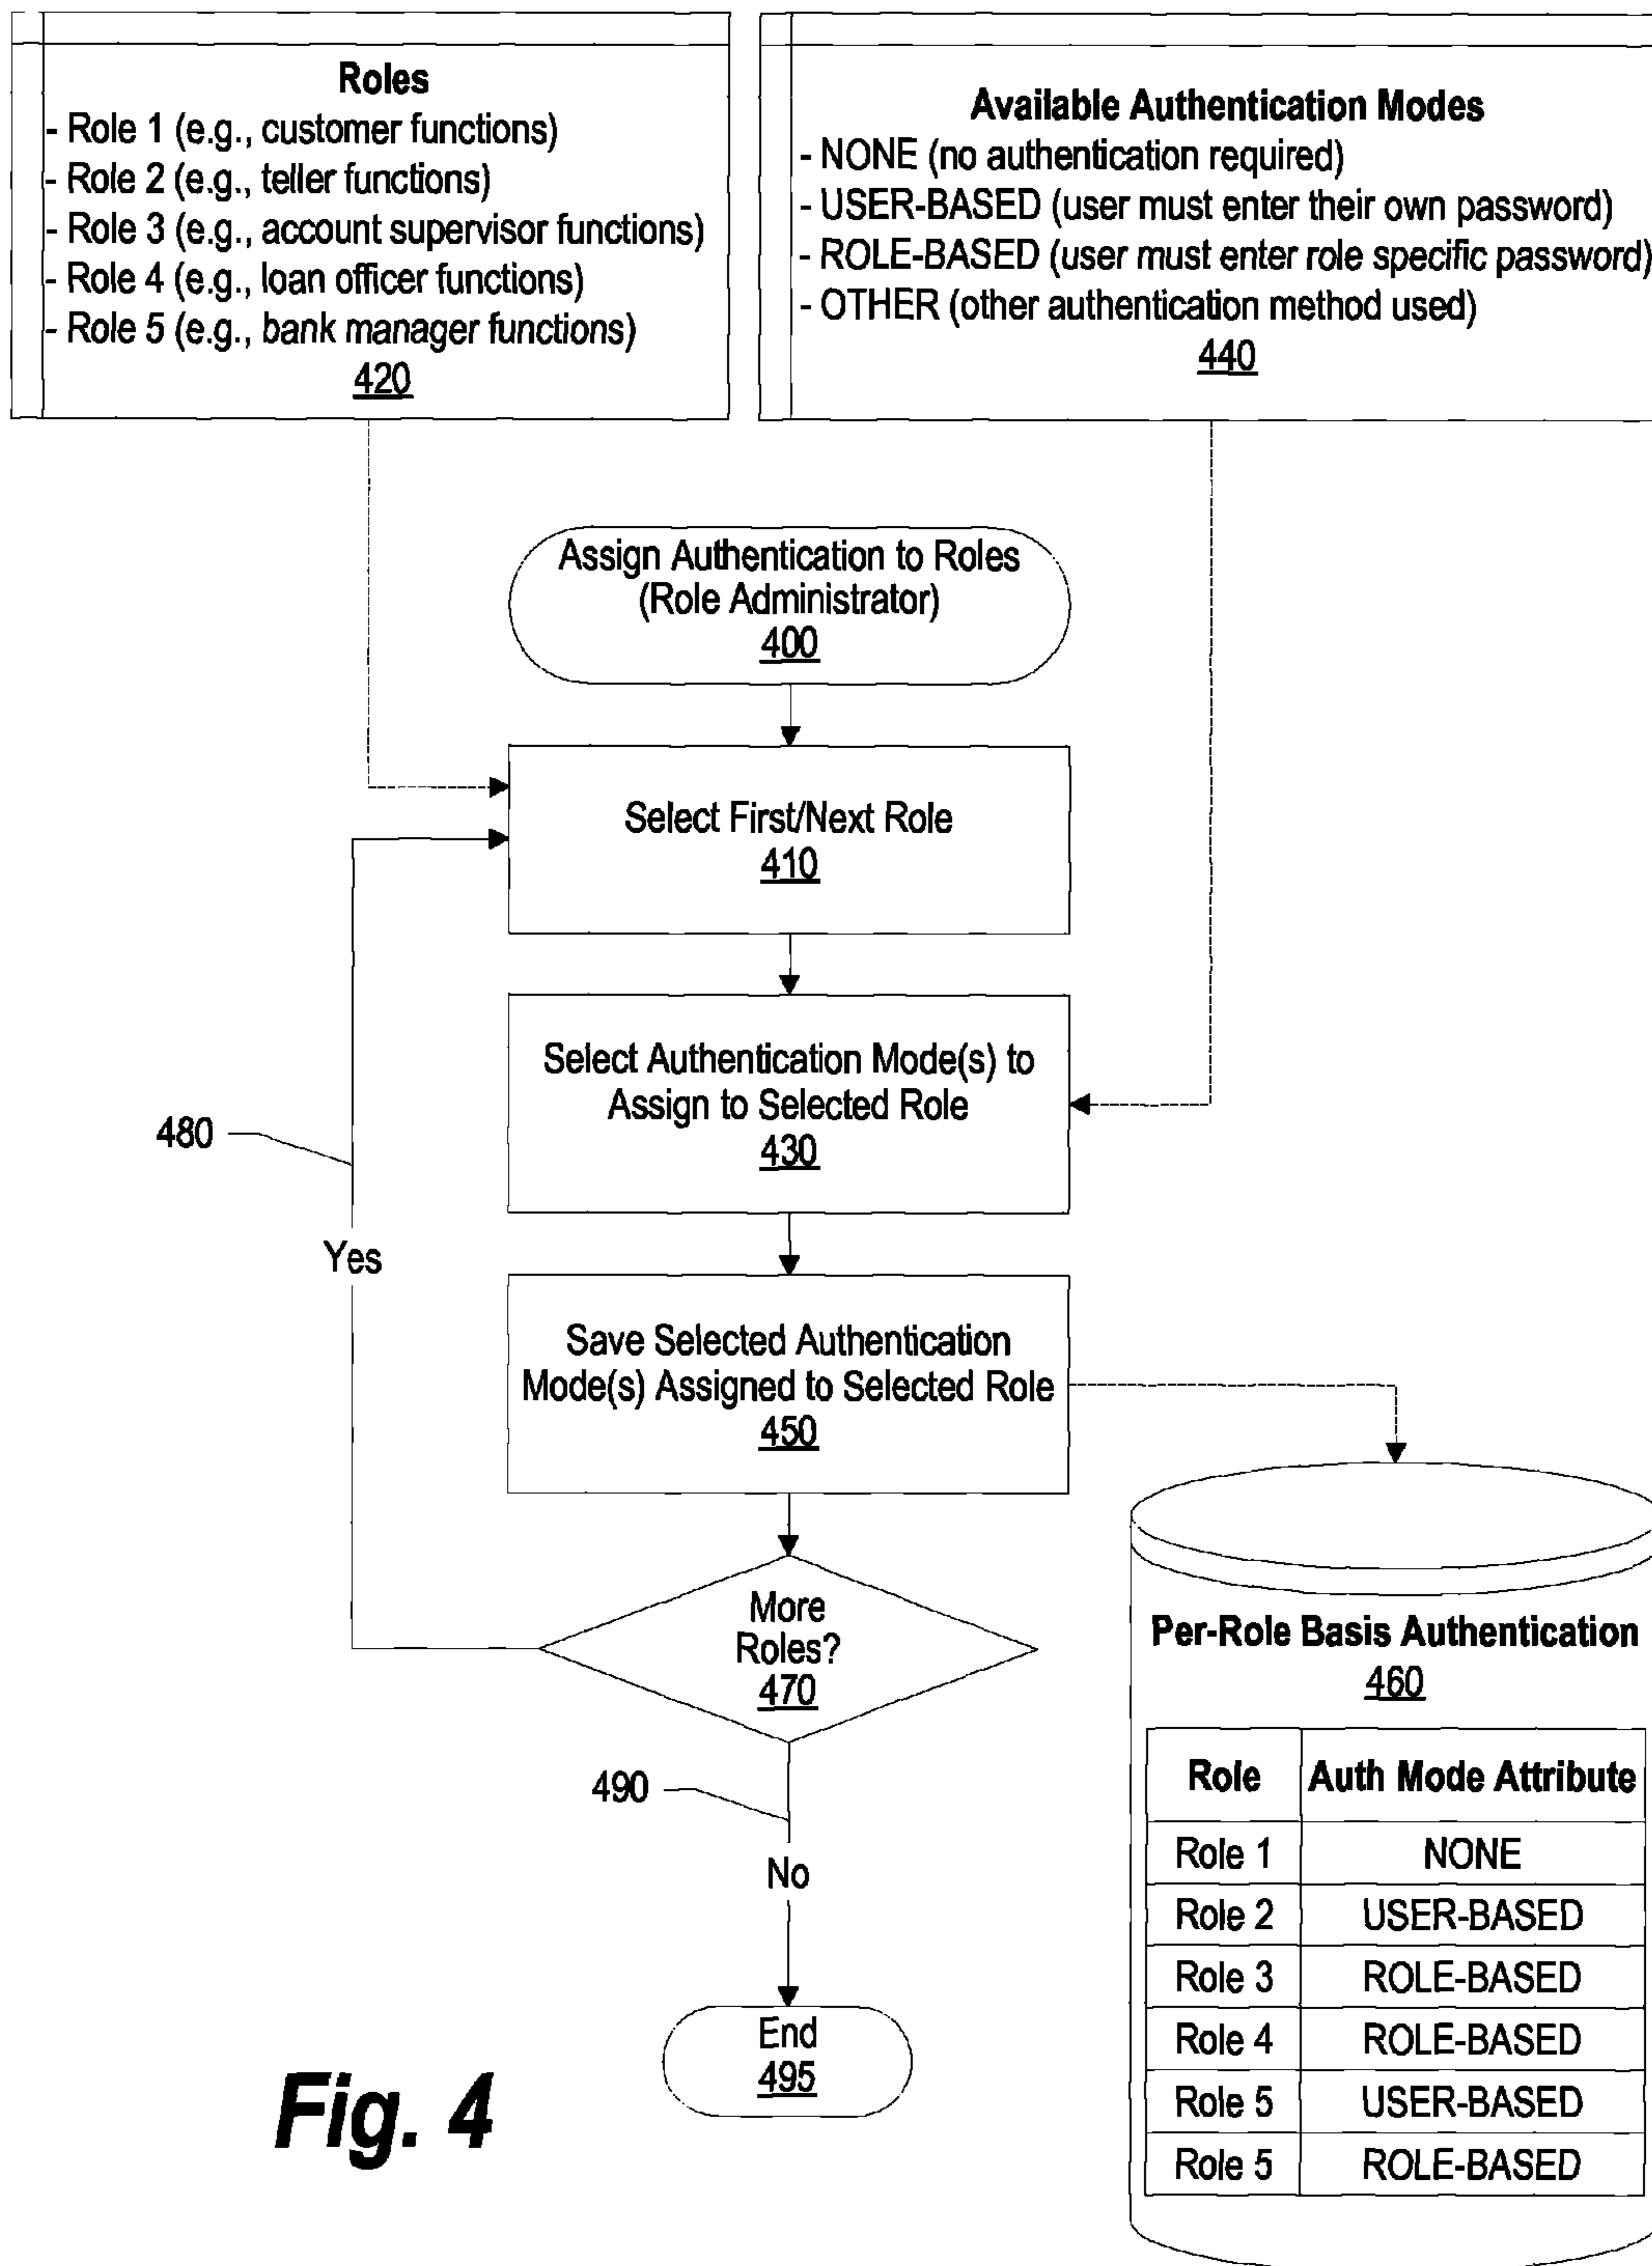 Roles
- Role 1 (e.g., customer functions)
- Role 2 (e.g., teller functions)
- Role 3 (e.g., account supervisor functions)
- Role 4 (e.g., loan officer functions)
- Role 5 (e.g., bank manager functions)
420
Available Authentication Modes
- NONE (no authentication required)
- USER-BASED (user must enter their own password)
- ROLE-BASED (user must enter role specific password)
- OTHER (other authentication method used)
440
Assign Authentication to Roles
(Role Administrator)
400
Select First/Next Role
410
Select Authentication Mode(s) to
Assign to Selected Role
430
480
Yes
Save Selected Authentication
Mode(s) Assigned to Selected Role
450
More
Roles?
470
490
No
End
495
Per-Role Basis Authentication
460
Role Auth Mode Attribute
Role 1 NONE
Role 2 USER-BASED
Role 3 ROLE-BASED
Role 4 ROLE-BASED
Role 5 USER-BASED
Role 5 ROLE-BASED
Fig. 4